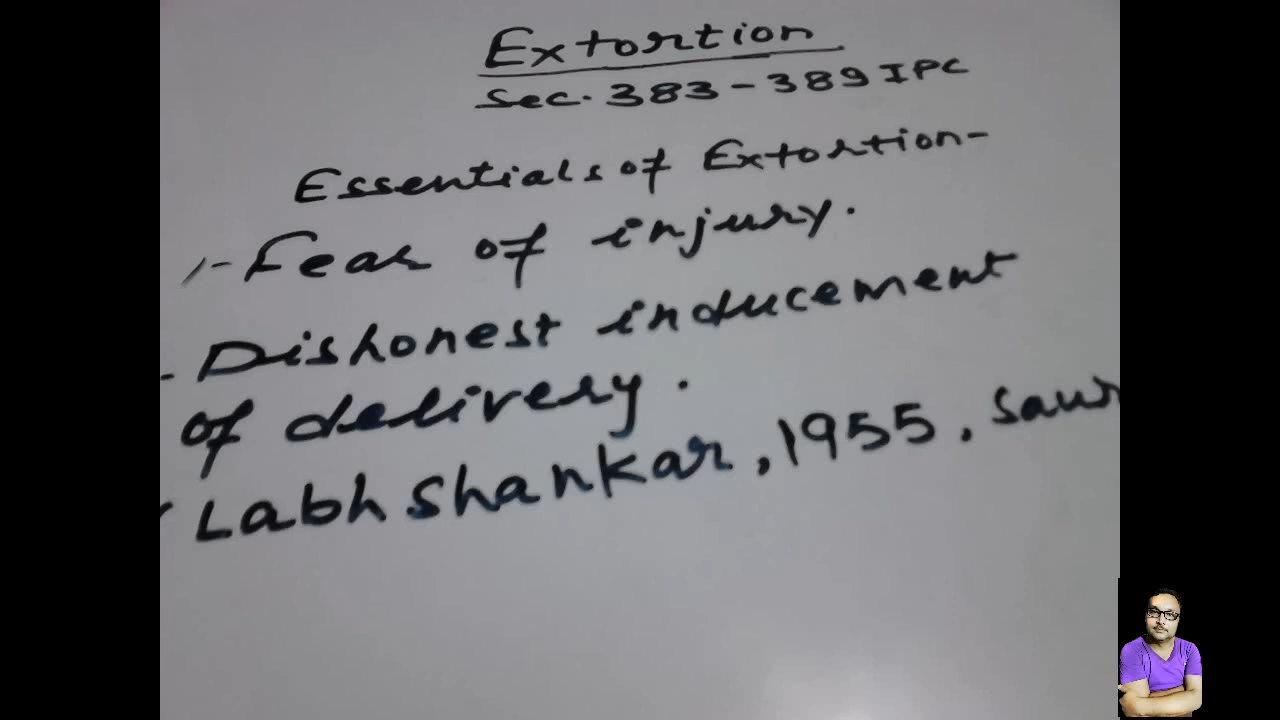 Extortion
Sec. 383-389 IPC
Essentials of Extortion-
1- Fear of injury.
- Dishonest inducement
of delivery.
Labh Shankar, 1955, Saur